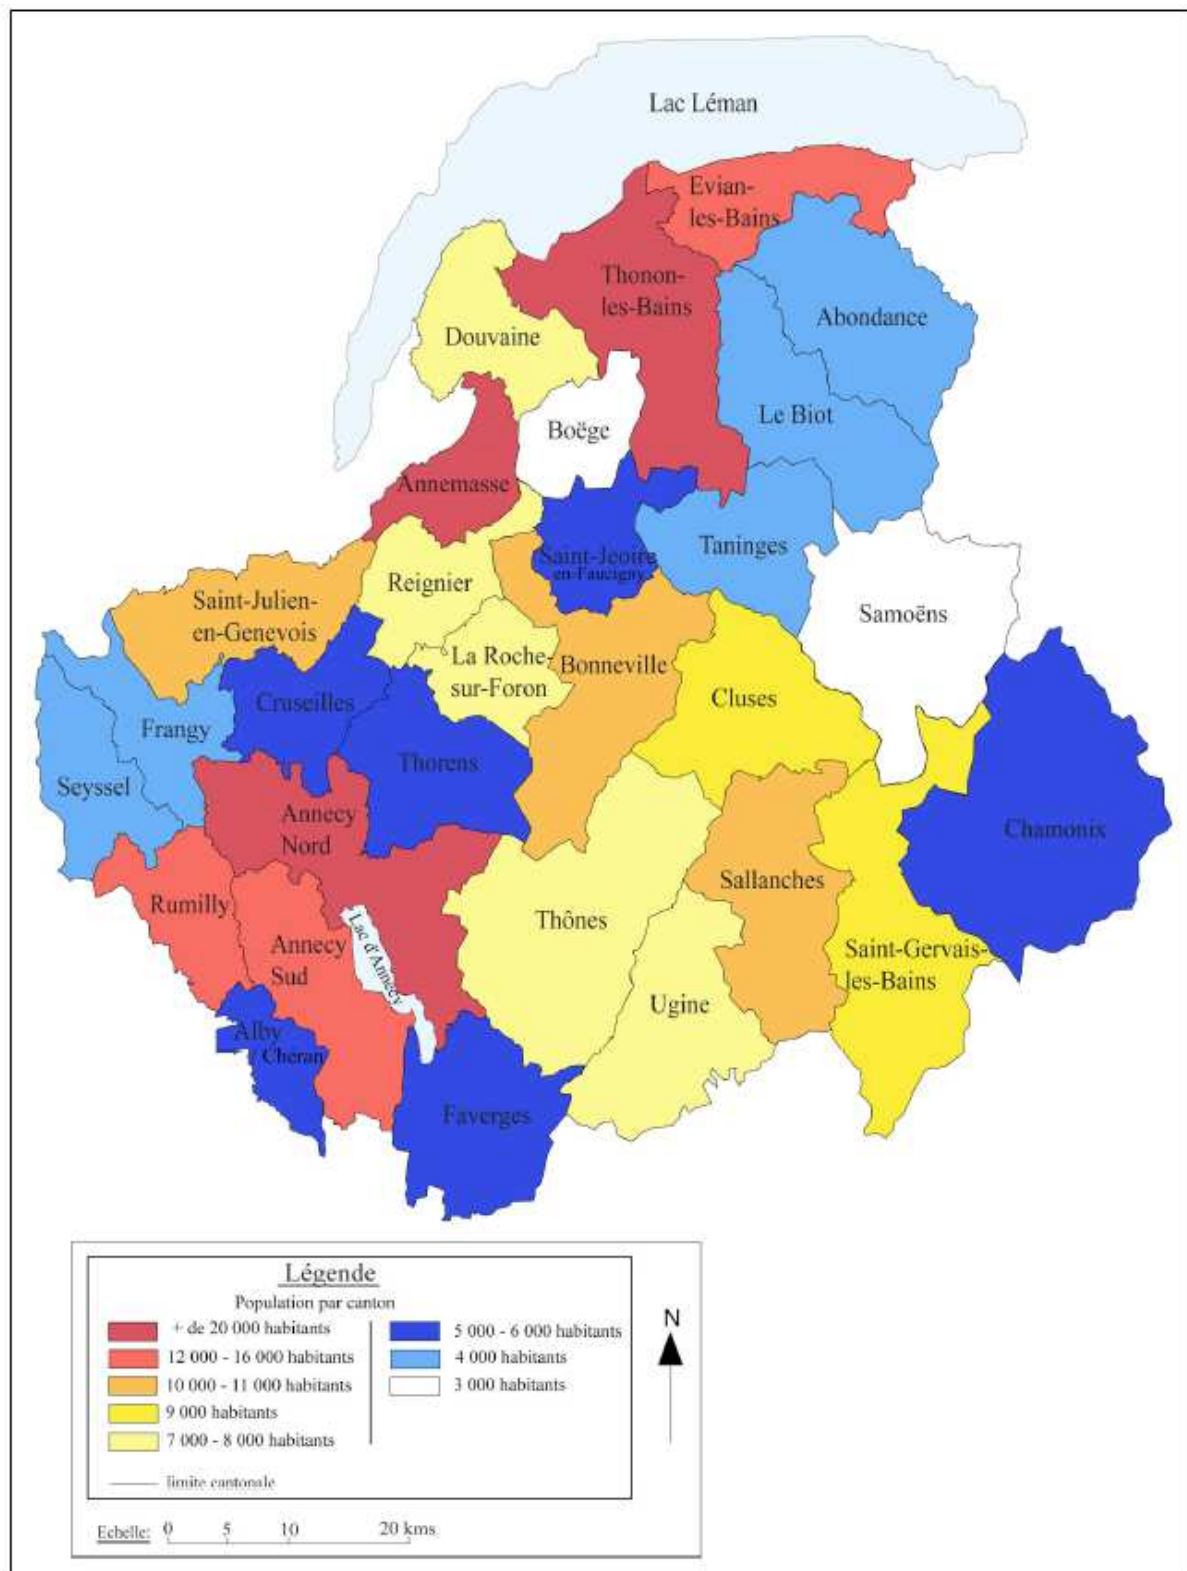 Lac Léman
Evian-
les-Bains
Thonon-
les-Bains
Abondance
Douvaine
Le Biot
Boëge
Annemasse
Taninges
Saint-Jeoire
en-Faucigny
Reignier
Saint-Julien-
en-Genevois
Samoëns
La Roche-
sur-Foron
Bonneville
Cluses
Cruseilles
Frangy
Thorens
Seyssel
Annecy
Nord
Chamonix
Sallanches
Rumilly
Thônes
Annecy
Sud
Lac d'Annecy
Saint-Gervais-
les-Bains
Ugine
Alby
/ Chéran
Faverges
Légende
Population par canton
+ de 20 000 habitants
12 000 - 16 000 habitants
10 000 - 11 000 habitants
9 000 habitants
7 000 - 8 000 habitants
5 000 - 6 000 habitants
4 000 habitants
3 000 habitants
limite cantonale
N
Echelle: 0 5 10 20 kms